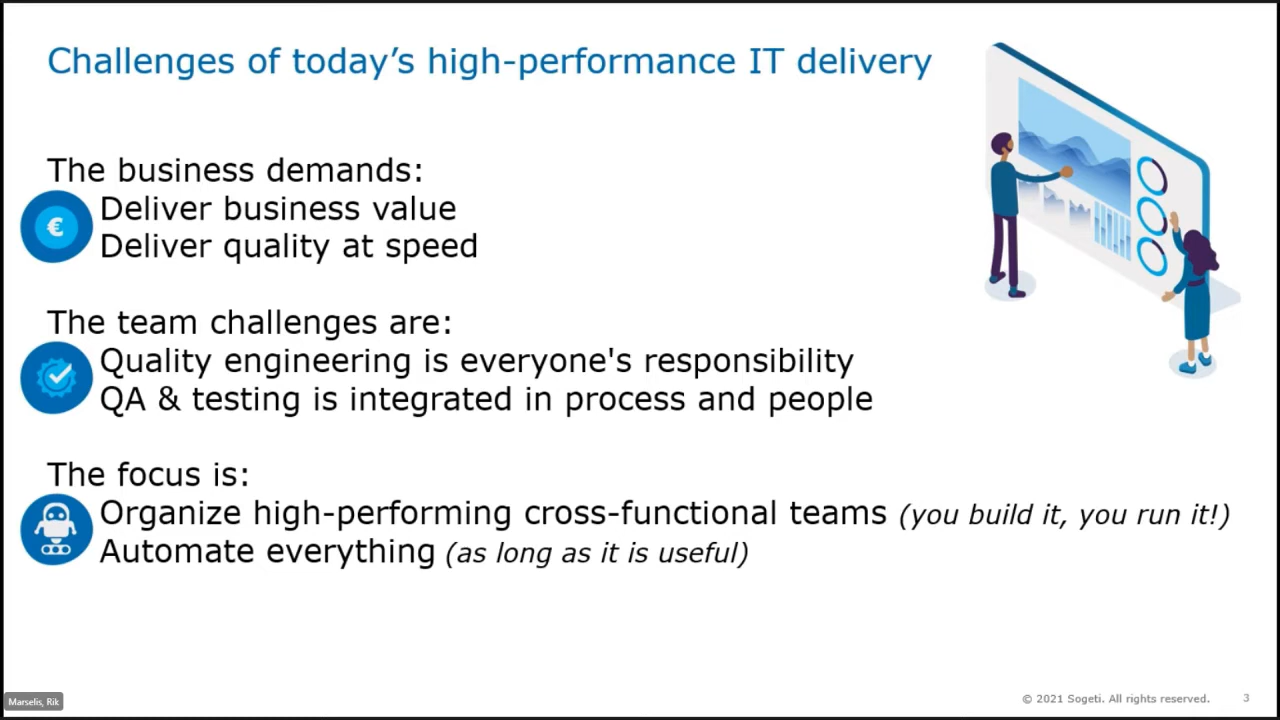 Challenges of today’s high-performance IT delivery
The business demands:
€
Deliver business value
Deliver quality at speed
The team challenges are:
Quality engineering is everyone's responsibility
QA & testing is integrated in process and people
The focus is:
Organize high-performing cross-functional teams (you build it, you run it!)
Automate everything (as long as it is useful)
Marselis, Rik
© 2021 Sogeti. All rights reserved. 3